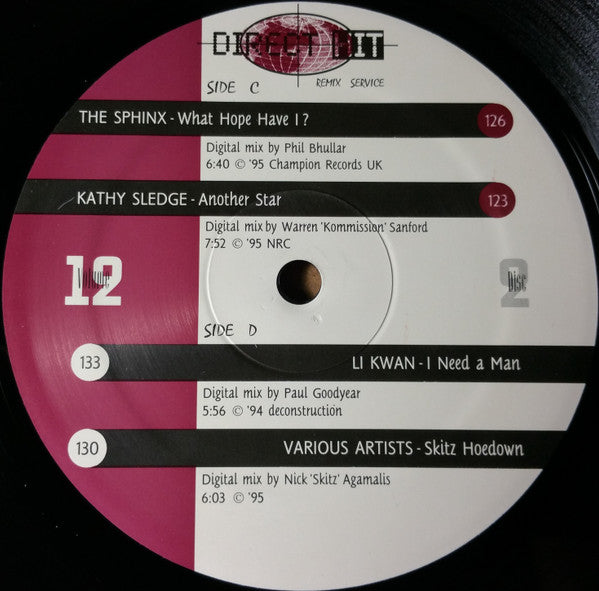 DIRECT HIT
REMIX SERVICE
SIDE C
THE SPHINX - What Hope Have I? 126
Digital mix by Phil Bhullar
6:40 © '95 Champion Records UK
KATHY SLEDGE - Another Star 123
Digital mix by Warren 'Kommission' Sanford
7:52 © '95 NRC
Volume 12
Disc 2
SIDE D
133 LI KWAN - I Need a Man
Digital mix by Paul Goodyear
5:56 © '94 deconstruction
130 VARIOUS ARTISTS - Skitz Hoedown
Digital mix by Nick 'Skitz' Agamalis
6:03 © '95